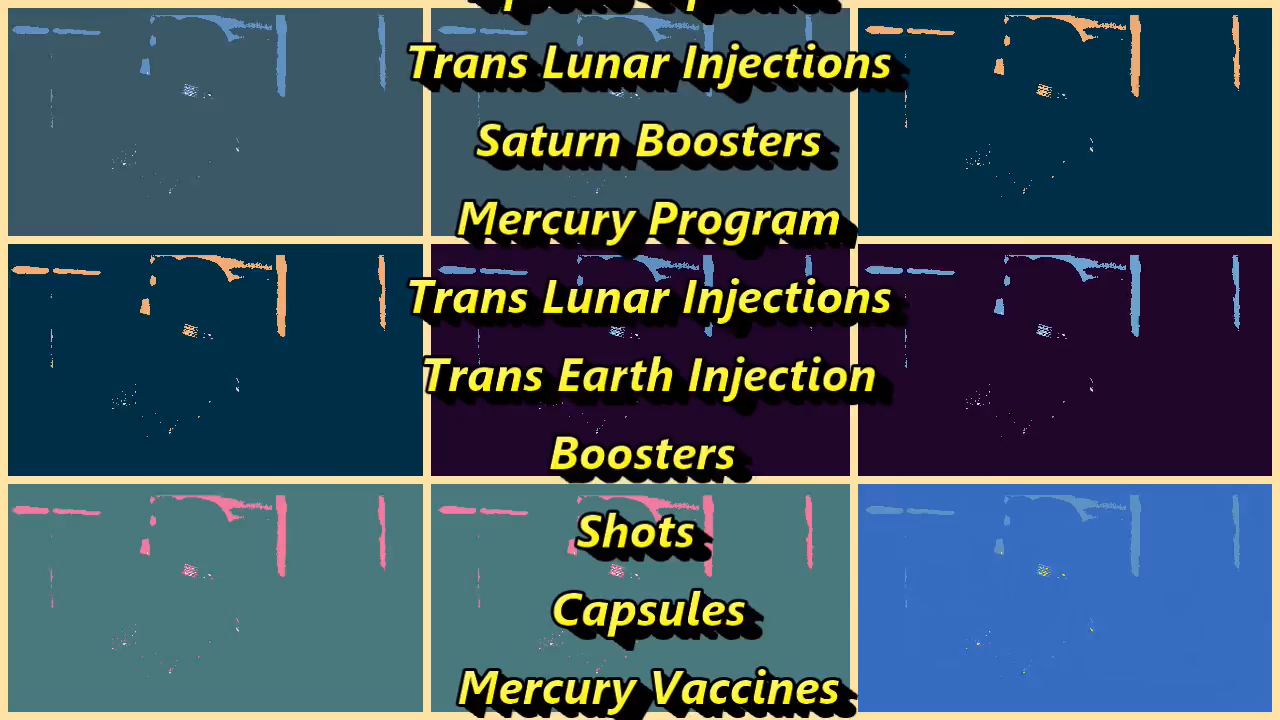 Trans Lunar Injections
Saturn Boosters
Mercury Program
Trans Lunar Injections
Trans Earth Injection
Boosters
Shots
Capsules
Mercury Vaccines